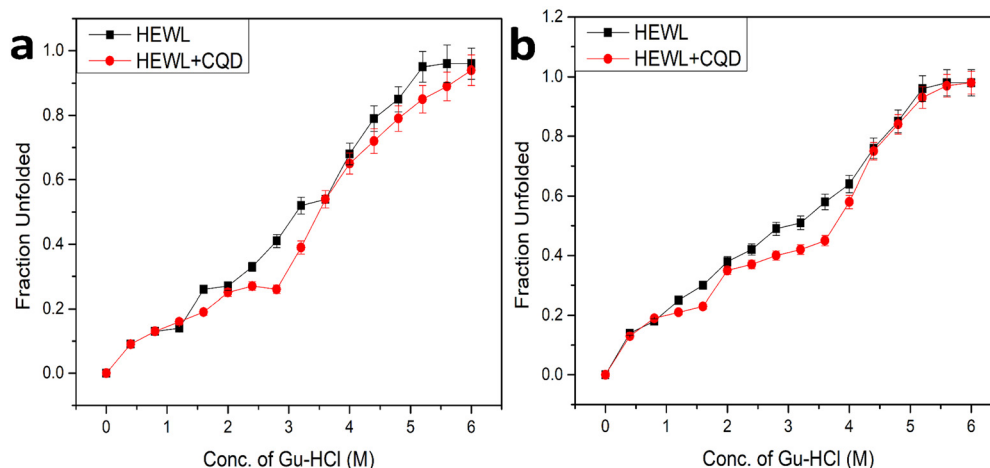 a
HEWL
HEWL+CQD
1.0
0.8
0.6
0.4
0.2
0.0
Fraction Unfolded
0 1 2 3 4 5 6
Conc. of Gu-HCl (M)
b
HEWL
HEWL+CQD
1.2
1.0
0.8
0.6
0.4
0.2
0.0
Fraction Unfolded
0 1 2 3 4 5 6
Conc. of Gu-HCl (M)